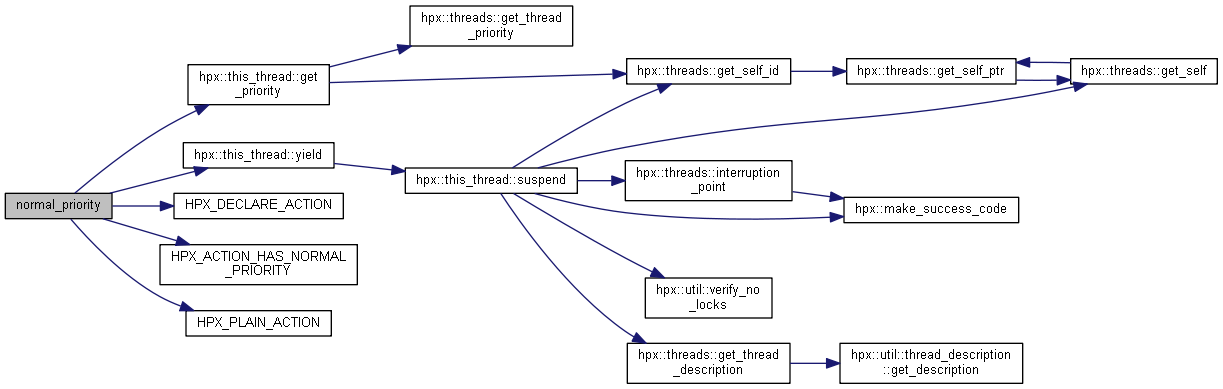 normal_priority
hpx::this_thread::get
_priority
hpx::this_thread::yield
HPX_DECLARE_ACTION
HPX_ACTION_HAS_NORMAL
_PRIORITY
HPX_PLAIN_ACTION
hpx::threads::get_thread
_priority
hpx::this_thread::suspend
hpx::threads::get_self_id
hpx::threads::interruption
_point
hpx::util::verify_no
_locks
hpx::threads::get_thread
_description
hpx::threads::get_self_ptr
hpx::make_success_code
hpx::util::thread_description
::get_description
hpx::threads::get_self